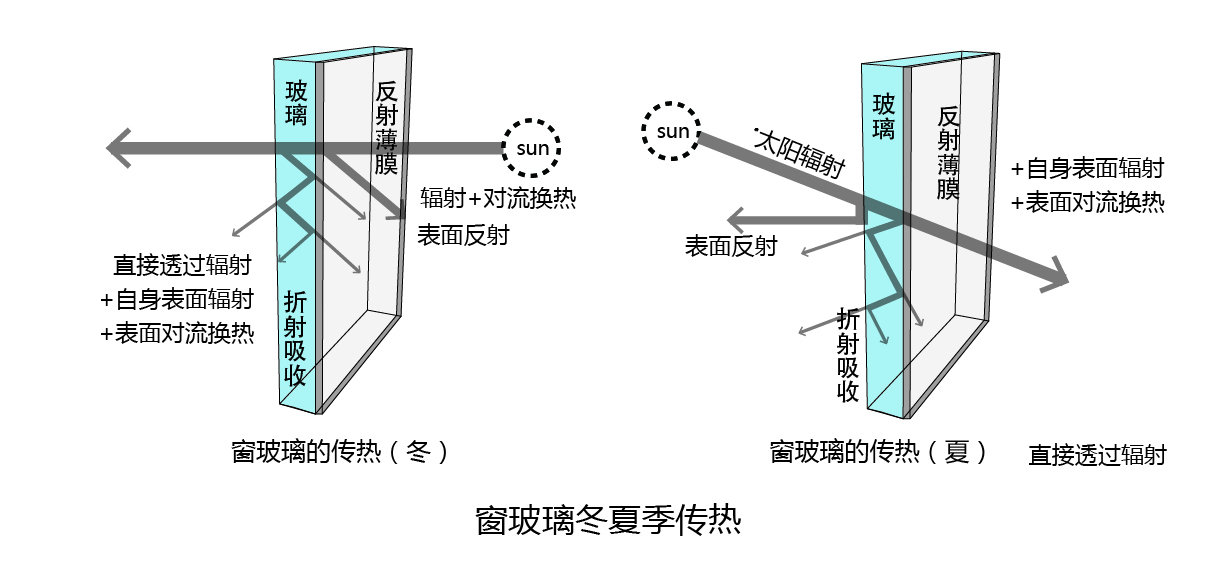 玻璃
反射薄膜
sun
辐射+对流换热
表面反射
直接透过辐射
+自身表面辐射
+表面对流换热
折射吸收
窗玻璃的传热(冬)
sun
太阳辐射
玻璃
反射薄膜
+自身表面辐射
+表面对流换热
表面反射
折射吸收
窗玻璃的传热(夏)
直接透过辐射
窗玻璃冬夏季传热